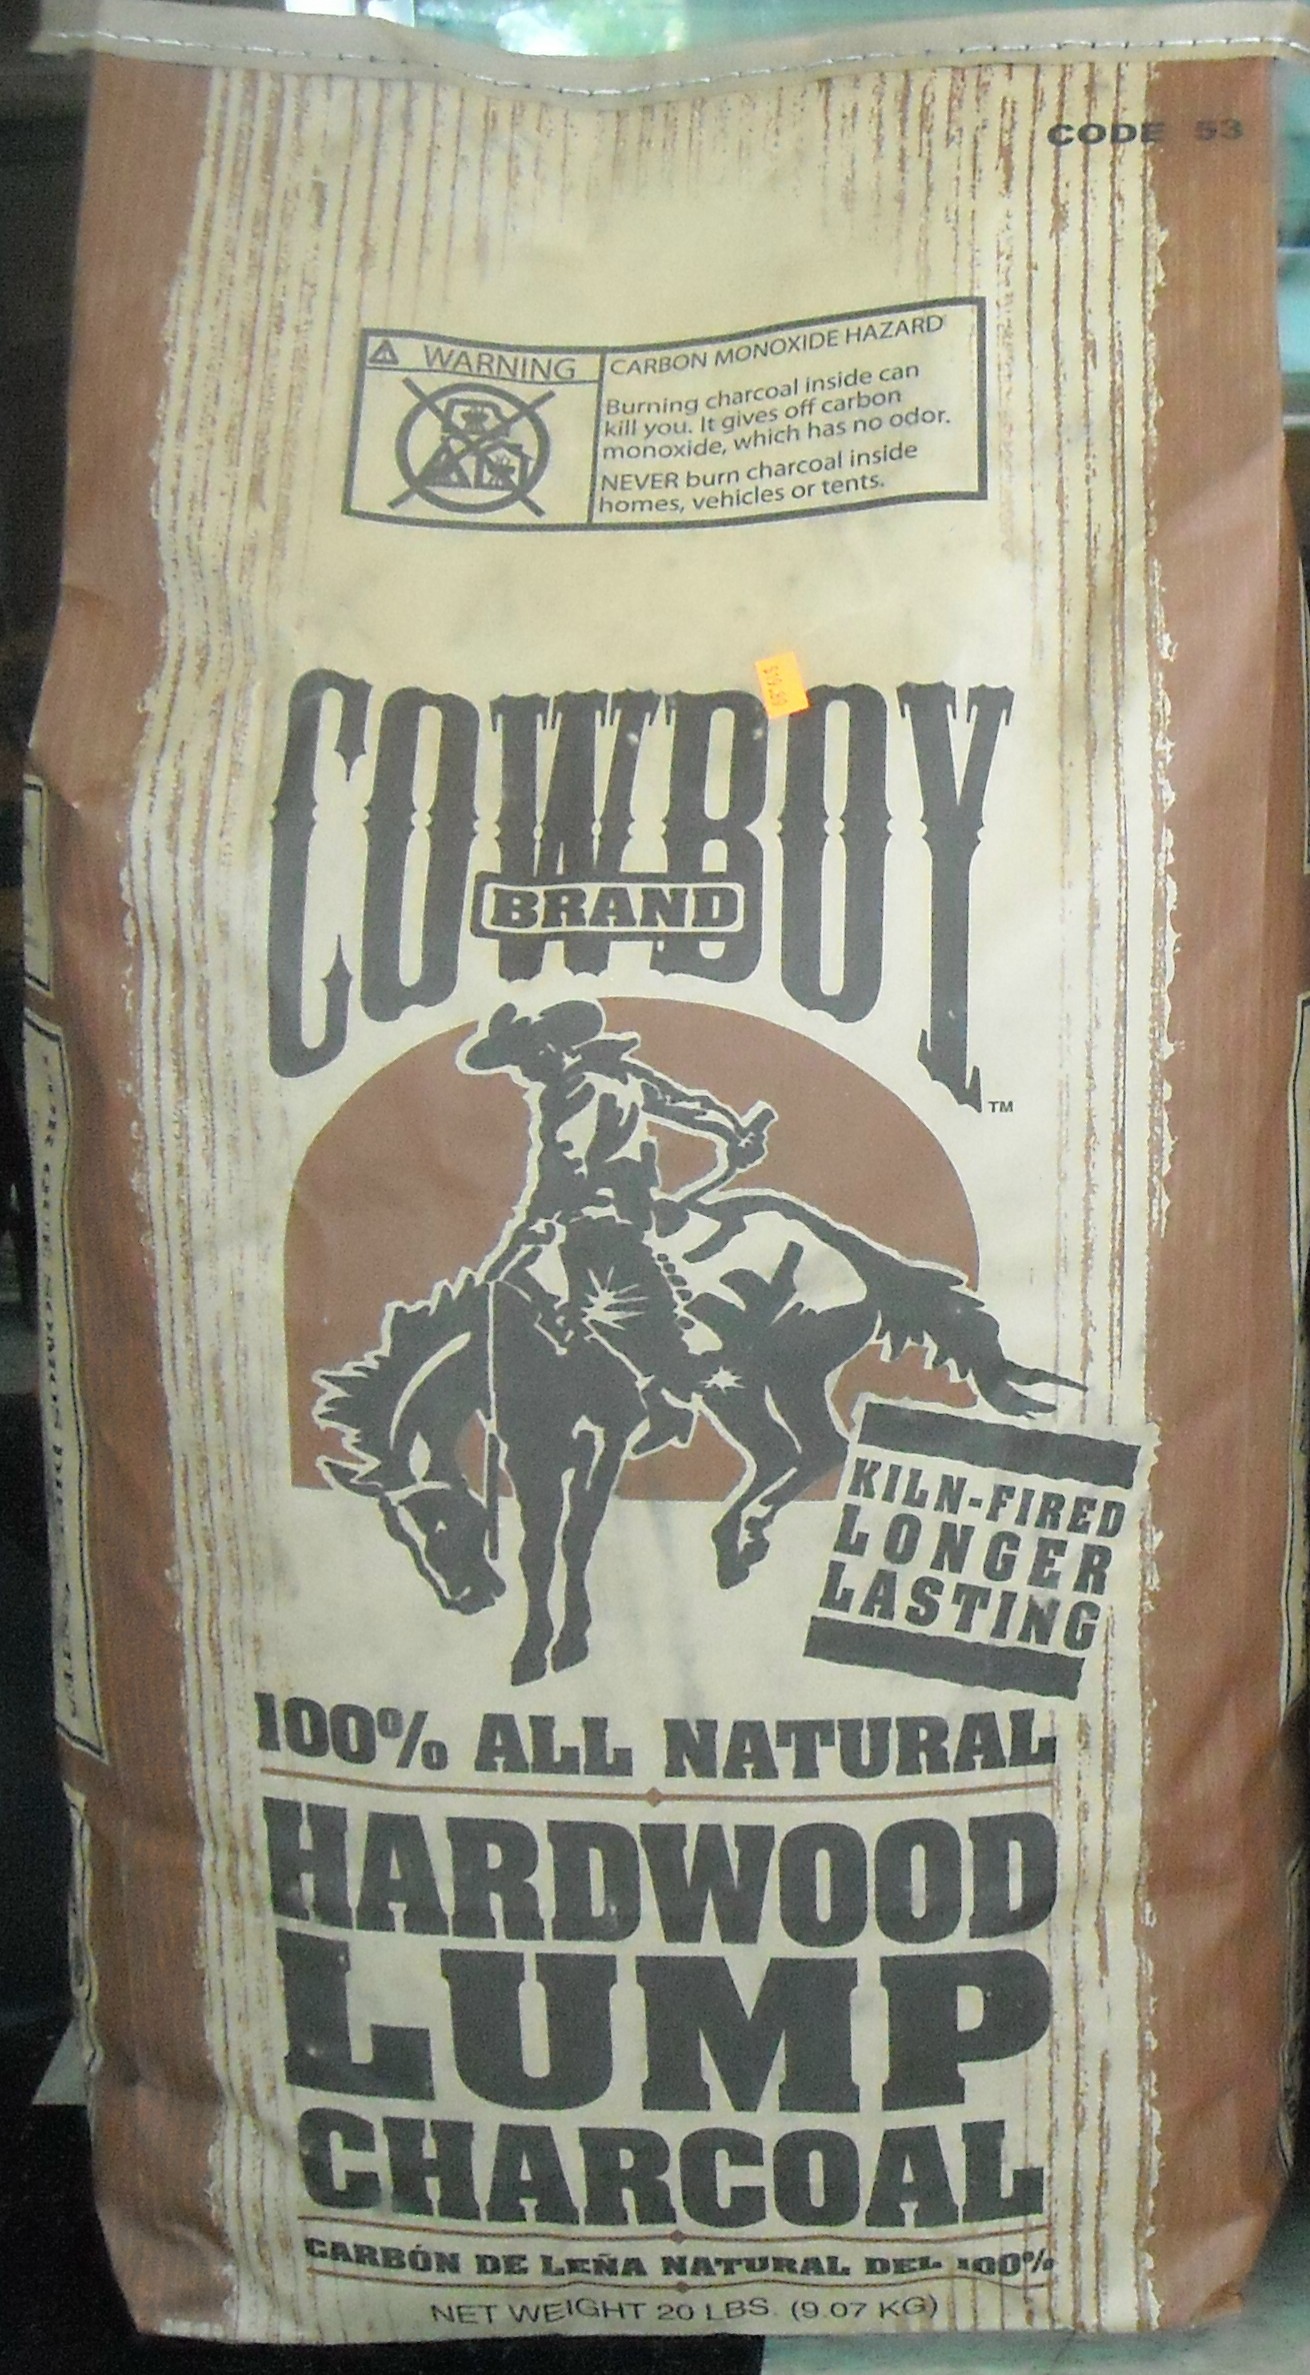 CODE 53
WARNING
CARBON MONOXIDE HAZARD
Burning charcoal inside can
kill you. It gives off carbon
monoxide, which has no odor.
NEVER burn charcoal inside
homes, vehicles or tents.
COWBOY
BRAND
TM
KILN-FIRED
LONGER
LASTING
100% ALL NATURAL
HARDWOOD
LUMP
CHARCOAL
CARBÓN DE LEÑA NATURAL DEL 100%
NET WEIGHT 20 LBS. (9.07 KG)